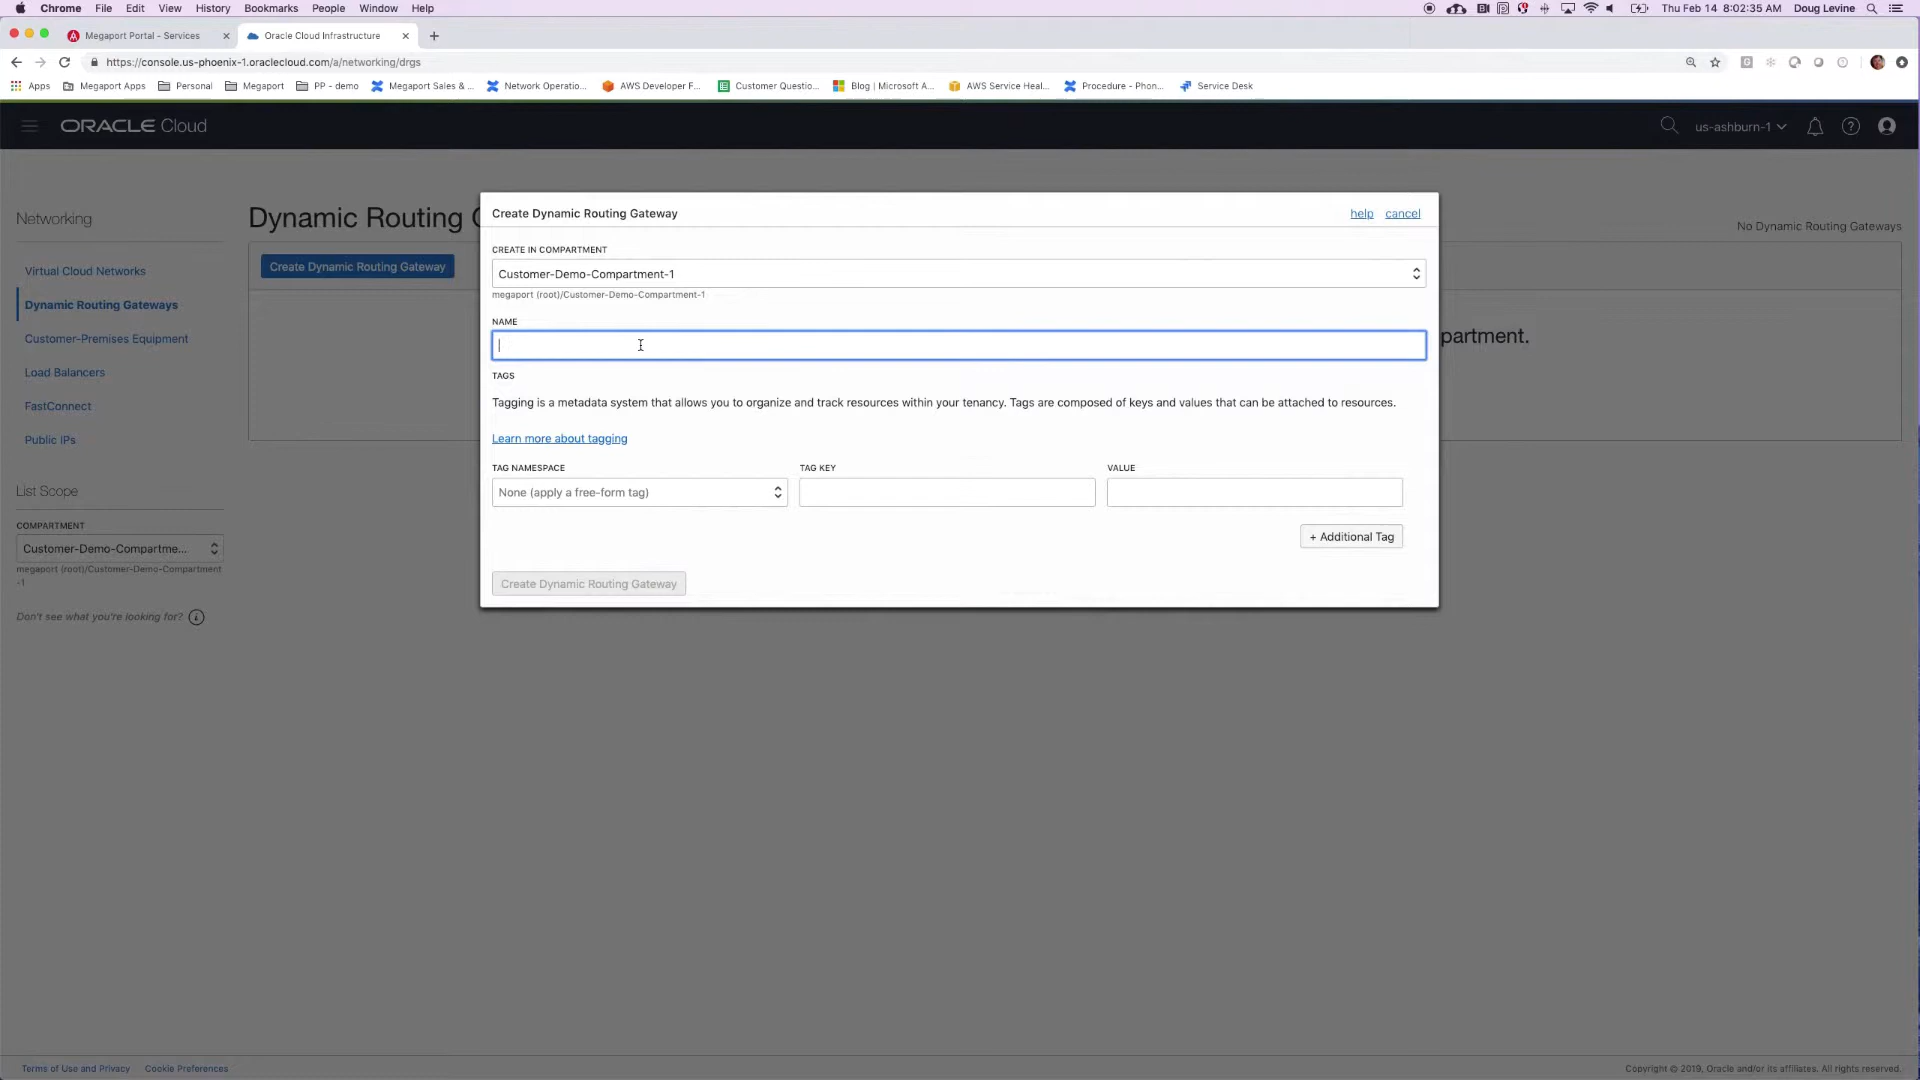 Chrome File Edit View History Bookmarks People Window Help
Thu Feb 14 8:02:35 AM Doug Levine
Megaport Portal - Services
Oracle Cloud Infrastructure
https://console.us-phoenix-1.oraclecloud.com/a/networking/drgs
Apps Megaport Apps Personal Megaport PP - demo Megaport Sales & ... Network Operatio... AWS Developer F... Customer Questio... Blog | Microsoft A... AWS Service Heal... Procedure - Phon... Service Desk
ORACLE Cloud
us-ashburn-1
Networking
Virtual Cloud Networks
Dynamic Routing Gateways
Customer-Premises Equipment
Load Balancers
FastConnect
Public IPs
List Scope
COMPARTMENT
Customer-Demo-Compartme...
megaport (root)/Customer-Demo-Compartment
-1
Don't see what you're looking for?
Dynamic Routing G
No Dynamic Routing Gateways
Create Dynamic Routing Gateway
partment.
Create Dynamic Routing Gateway
help cancel
CREATE IN COMPARTMENT
Customer-Demo-Compartment-1
megaport (root)/Customer-Demo-Compartment-1
NAME
TAGS
Tagging is a metadata system that allows you to organize and track resources within your tenancy. Tags are composed of keys and values that can be attached to resources.
Learn more about tagging
TAG NAMESPACE TAG KEY VALUE
None (apply a free-form tag)
+ Additional Tag
Create Dynamic Routing Gateway
Terms of Use and Privacy Cookie Preferences
Copyright © 2019, Oracle and/or its affiliates. All rights reserved.